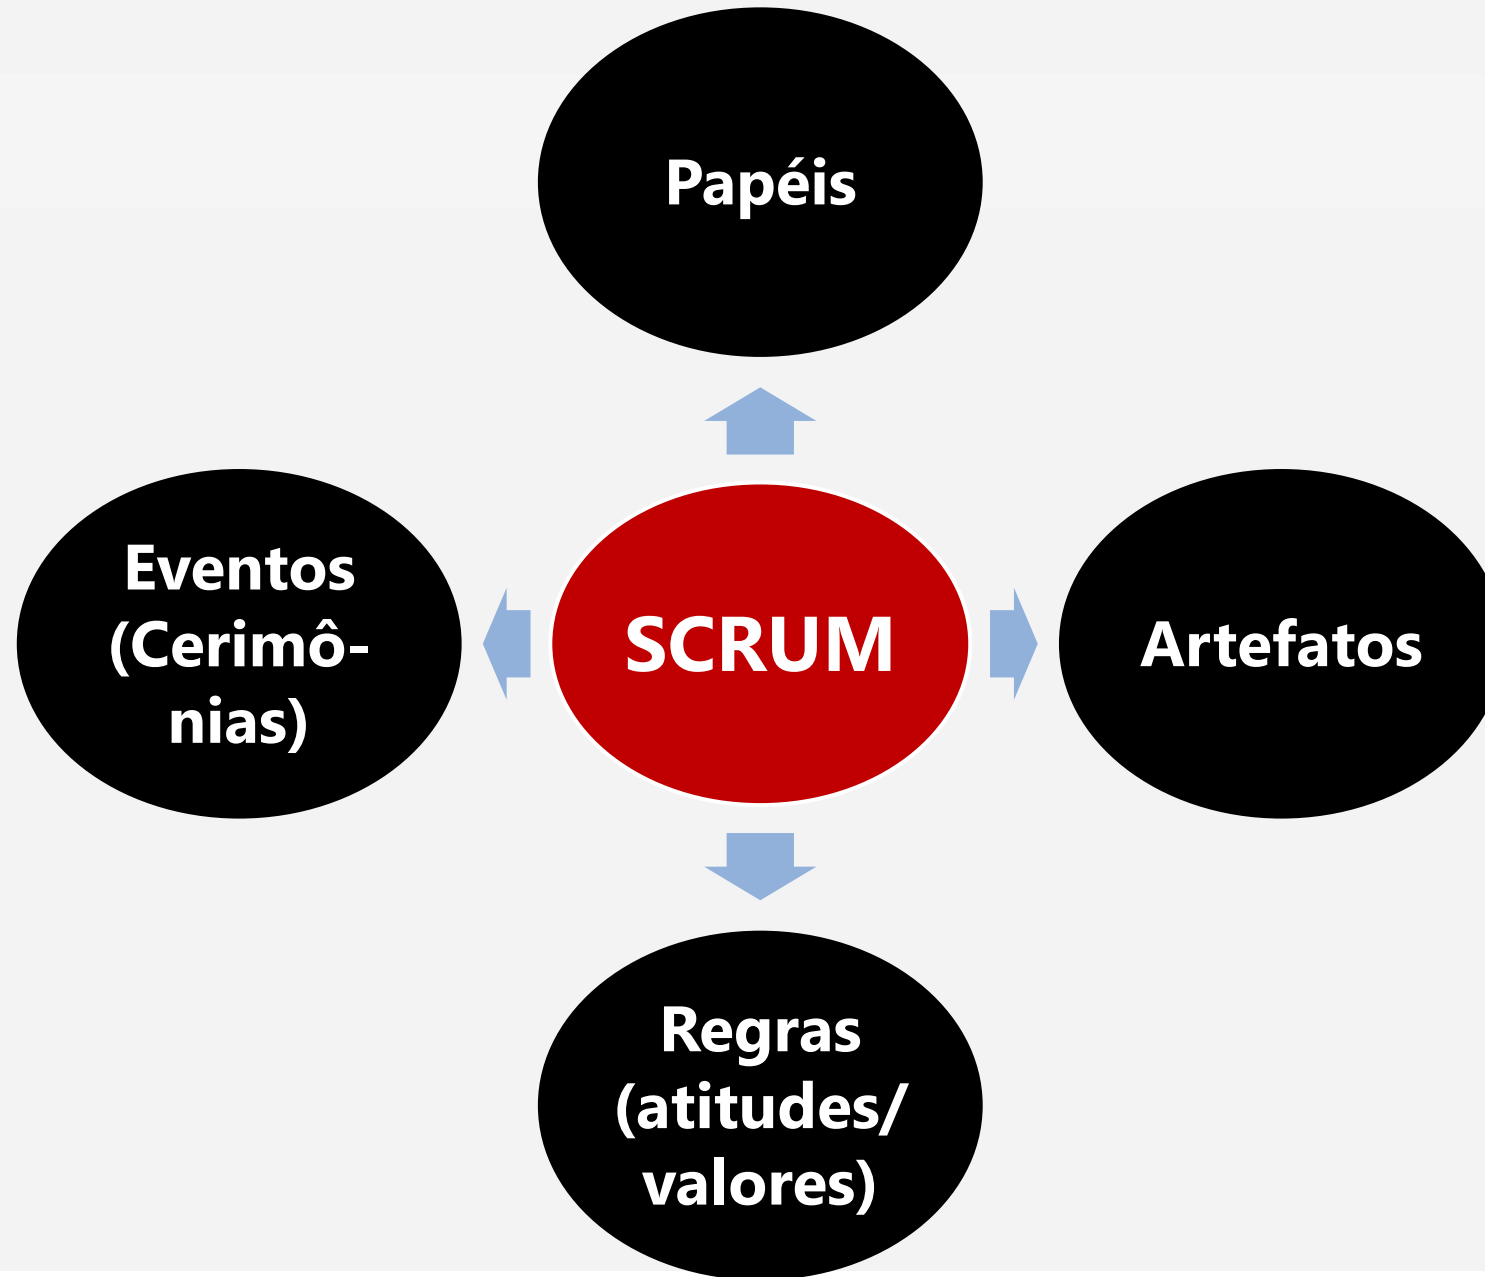 Papéis
Eventos
(Cerimô-
nias)
SCRUM
Artefatos
Regras
(atitudes/
valores)